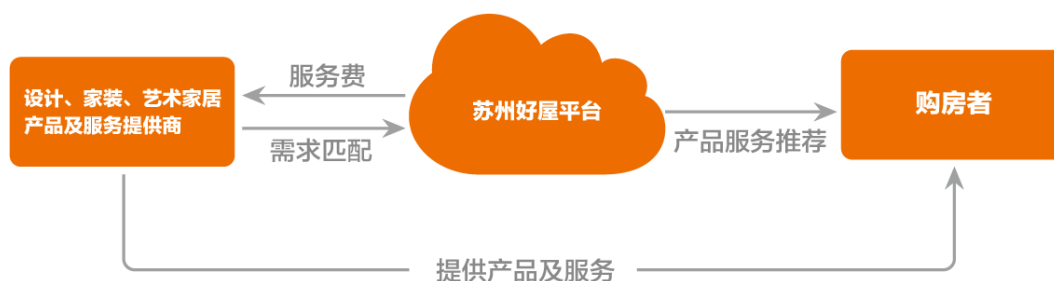 服务费
设计、家装、艺术家居
产品及服务提供商
苏州好屋平台
购房者
需求匹配
产品服务推荐
提供产品及服务